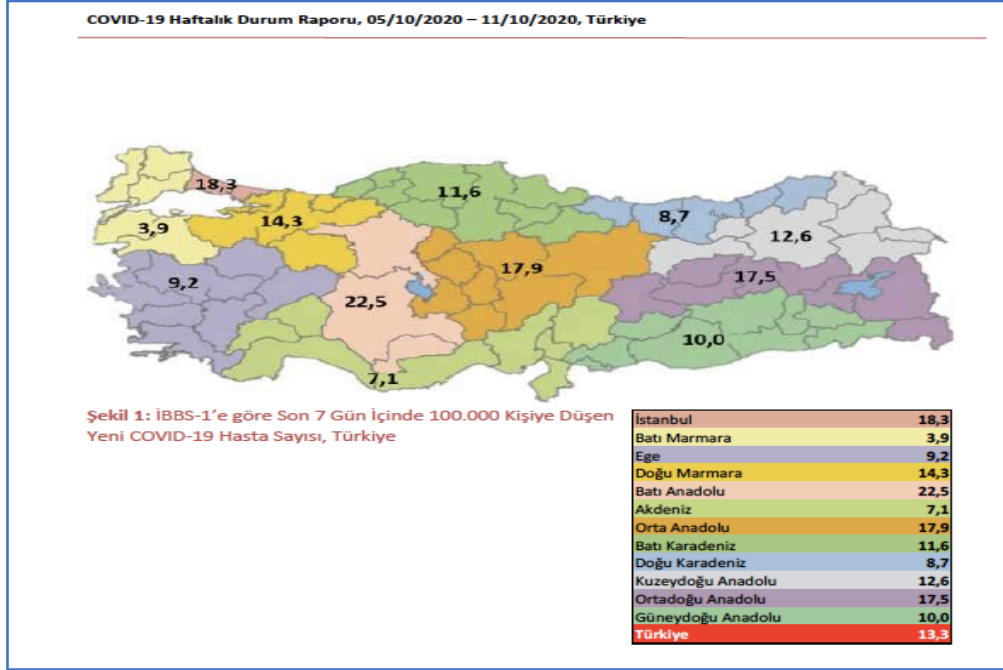 COVID-19 Haftalık Durum Raporu, 05/10/2020 – 11/10/2020, Türkiye
18,3
11,6
8,7
3,9
14,3
12,6
9,2
17,9
17,5
22,5
10,0
7,1
Şekil 1: İBBS-1’e göre Son 7 Gün İçinde 100.000 Kişiye Düşen
Yeni COVID-19 Hasta Sayısı, Türkiye
İstanbul 18,3
Batı Marmara 3,9
Ege 9,2
Doğu Marmara 14,3
Batı Anadolu 22,5
Akdeniz 7,1
Orta Anadolu 17,9
Batı Karadeniz 11,6
Doğu Karadeniz 8,7
Kuzeydoğu Anadolu 12,6
Ortadoğu Anadolu 17,5
Güneydoğu Anadolu 10,0
Türkiye 13,3